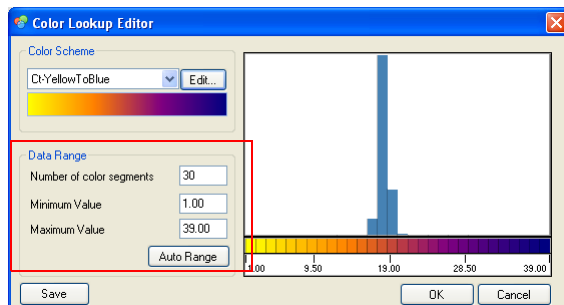 Color Lookup Editor
Color Scheme
Ct-YellowToBlue
Edit...
Data Range
Number of color segments 30
Minimum Value 1.00
Maximum Value 39.00
Auto Range
1.00 9.50 19.00 28.50 39.00
Save
OK
Cancel